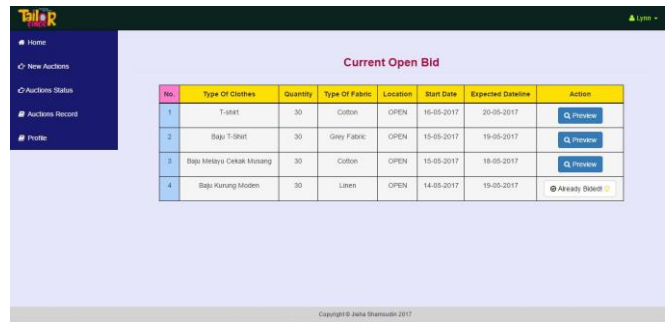 TailoR
Lynn
Home
New Auctions
Auctions Status
Auctions Record
Profile
Current Open Bid
No. Type Of Clothes Quantity Type Of Fabric Location Start Date Expected Dateline Action
1 T-shirt 30 Cotton OPEN 16-05-2017 20-05-2017 Preview
2 Baju T-Shirt 30 Grey Fabric OPEN 15-05-2017 19-05-2017 Preview
3 Baju Melayu Cekak Musang 30 Cotton OPEN 15-05-2017 18-05-2017 Preview
4 Baju Kurung Moden 30 Linen OPEN 14-05-2017 19-05-2017 Already Bided!
Copyright © Jieha Shamsudin 2017